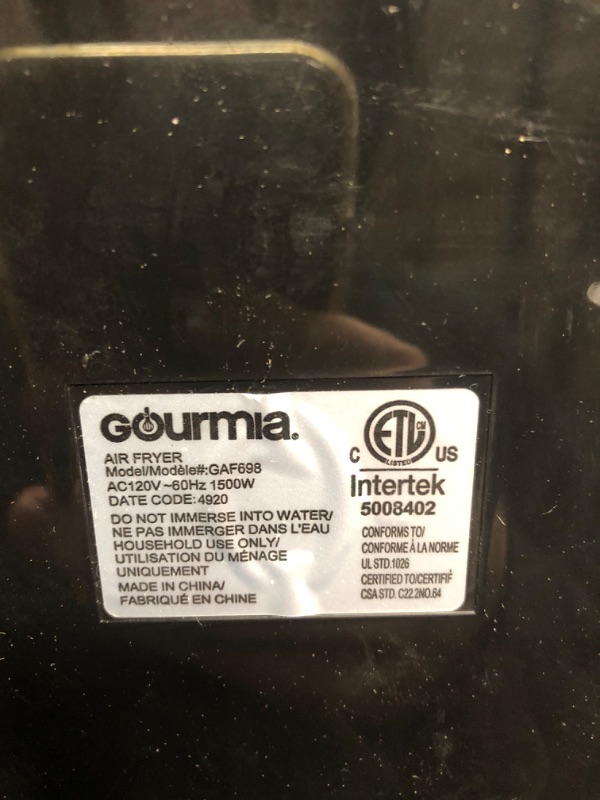 Gourmia.
AIR FRYER
Model/Modèle#:GAF698
AC120V ~60Hz 1500W
DATE CODE: 4920
DO NOT IMMERSE INTO WATER/
NE PAS IMMERGER DANS L'EAU
HOUSEHOLD USE ONLY/
UTILISATION DU MÉNAGE
UNIQUEMENT
MADE IN CHINA/
FABRIQUÉ EN CHINE
ETL CM
LISTED
C US
Intertek
5008402
CONFORMS TO/
CONFORME À LA NORME
UL STD.1026
CERTIFIED TO/CERTIFIÉ
CSA STD. C22.2NO.64